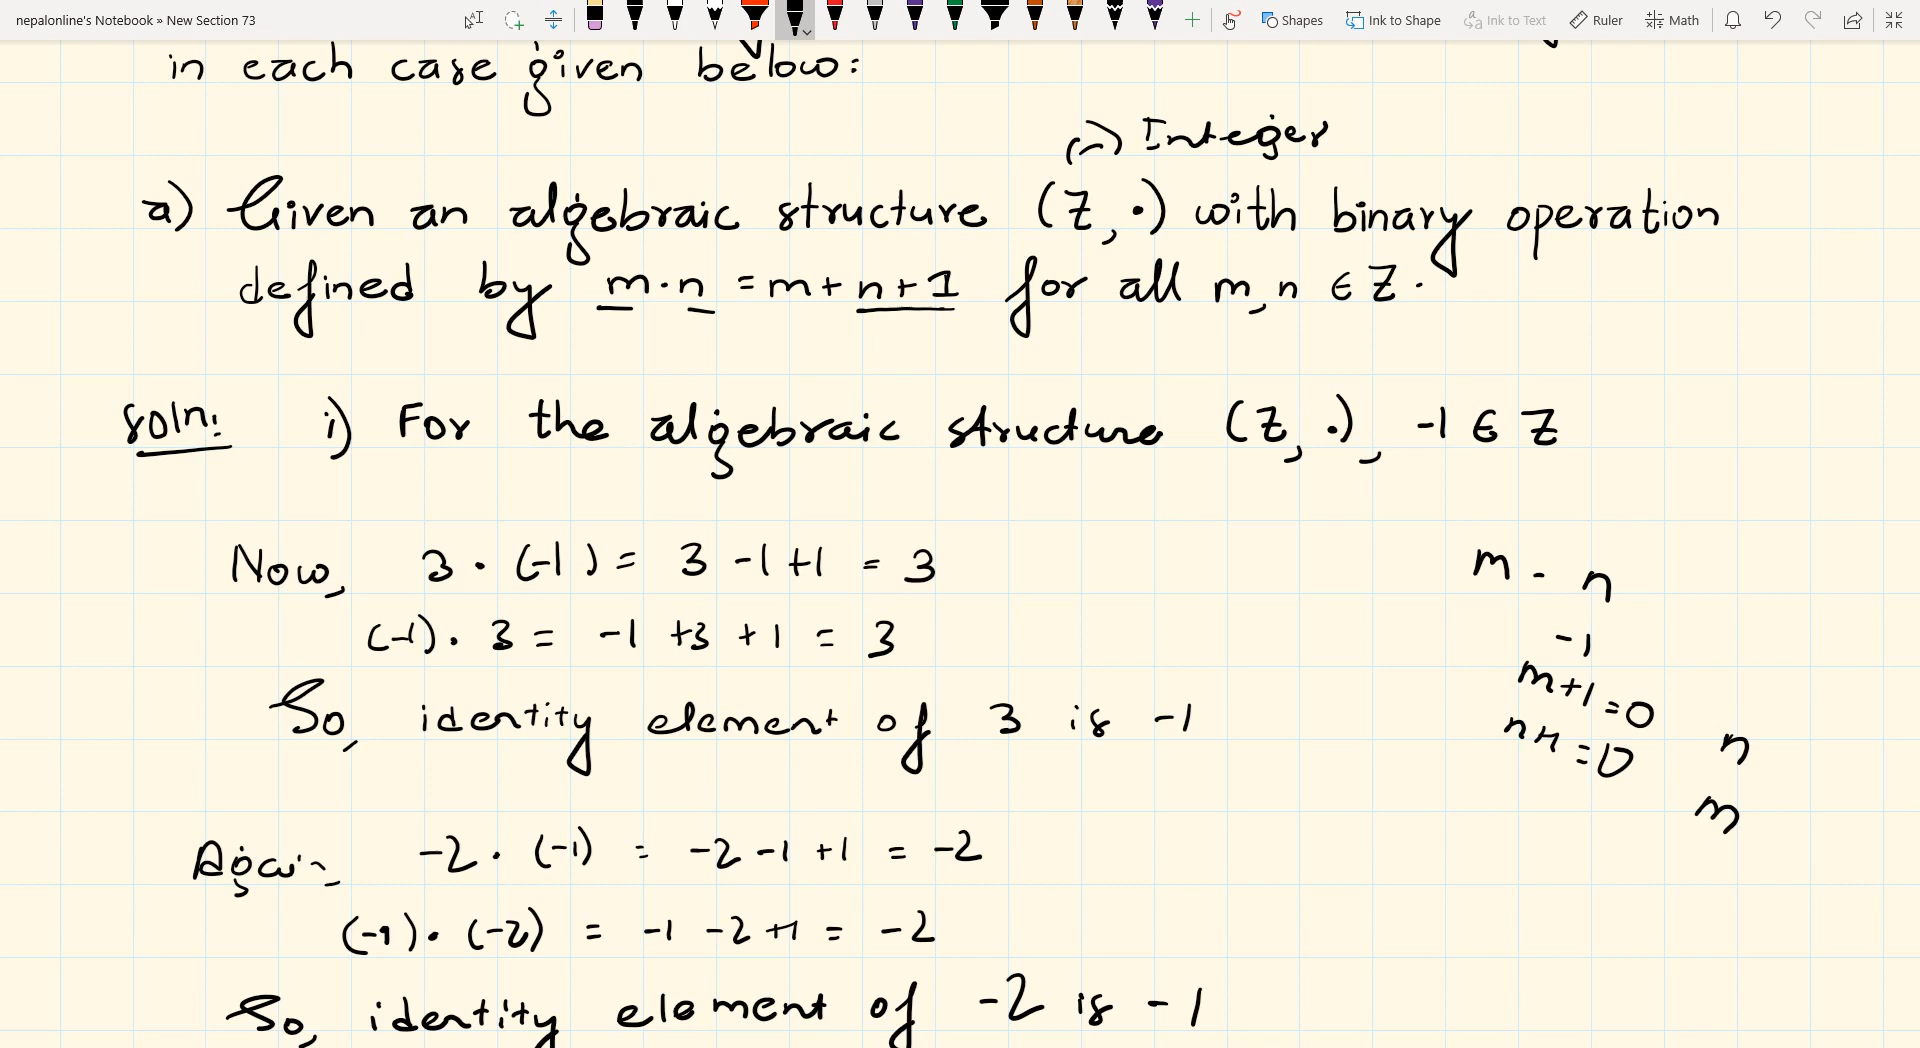 nepalonline's Notebook » New Section 73
Shapes Ink to Shape Ink to Text Ruler Math
in each case given below:
(-) Integer
a) Given an algebraic structure (Z, •) with binary operation
defined by m · n = m + n + 1 for all m, n ∈ Z.
soln: i) For the algebraic structure (Z, •), -1 ∈ Z
Now, 3 · (-1) = 3 -1 +1 = 3
(-1) · 3 = -1 +3 + 1 = 3
So, identity element of 3 is -1
m · n
-1
m+1 = 0
n+1 = 0
n
m
Again, -2 · (-1) = -2 -1 +1 = -2
(-1) · (-2) = -1 -2 +1 = -2
So, identity element of -2 is -1